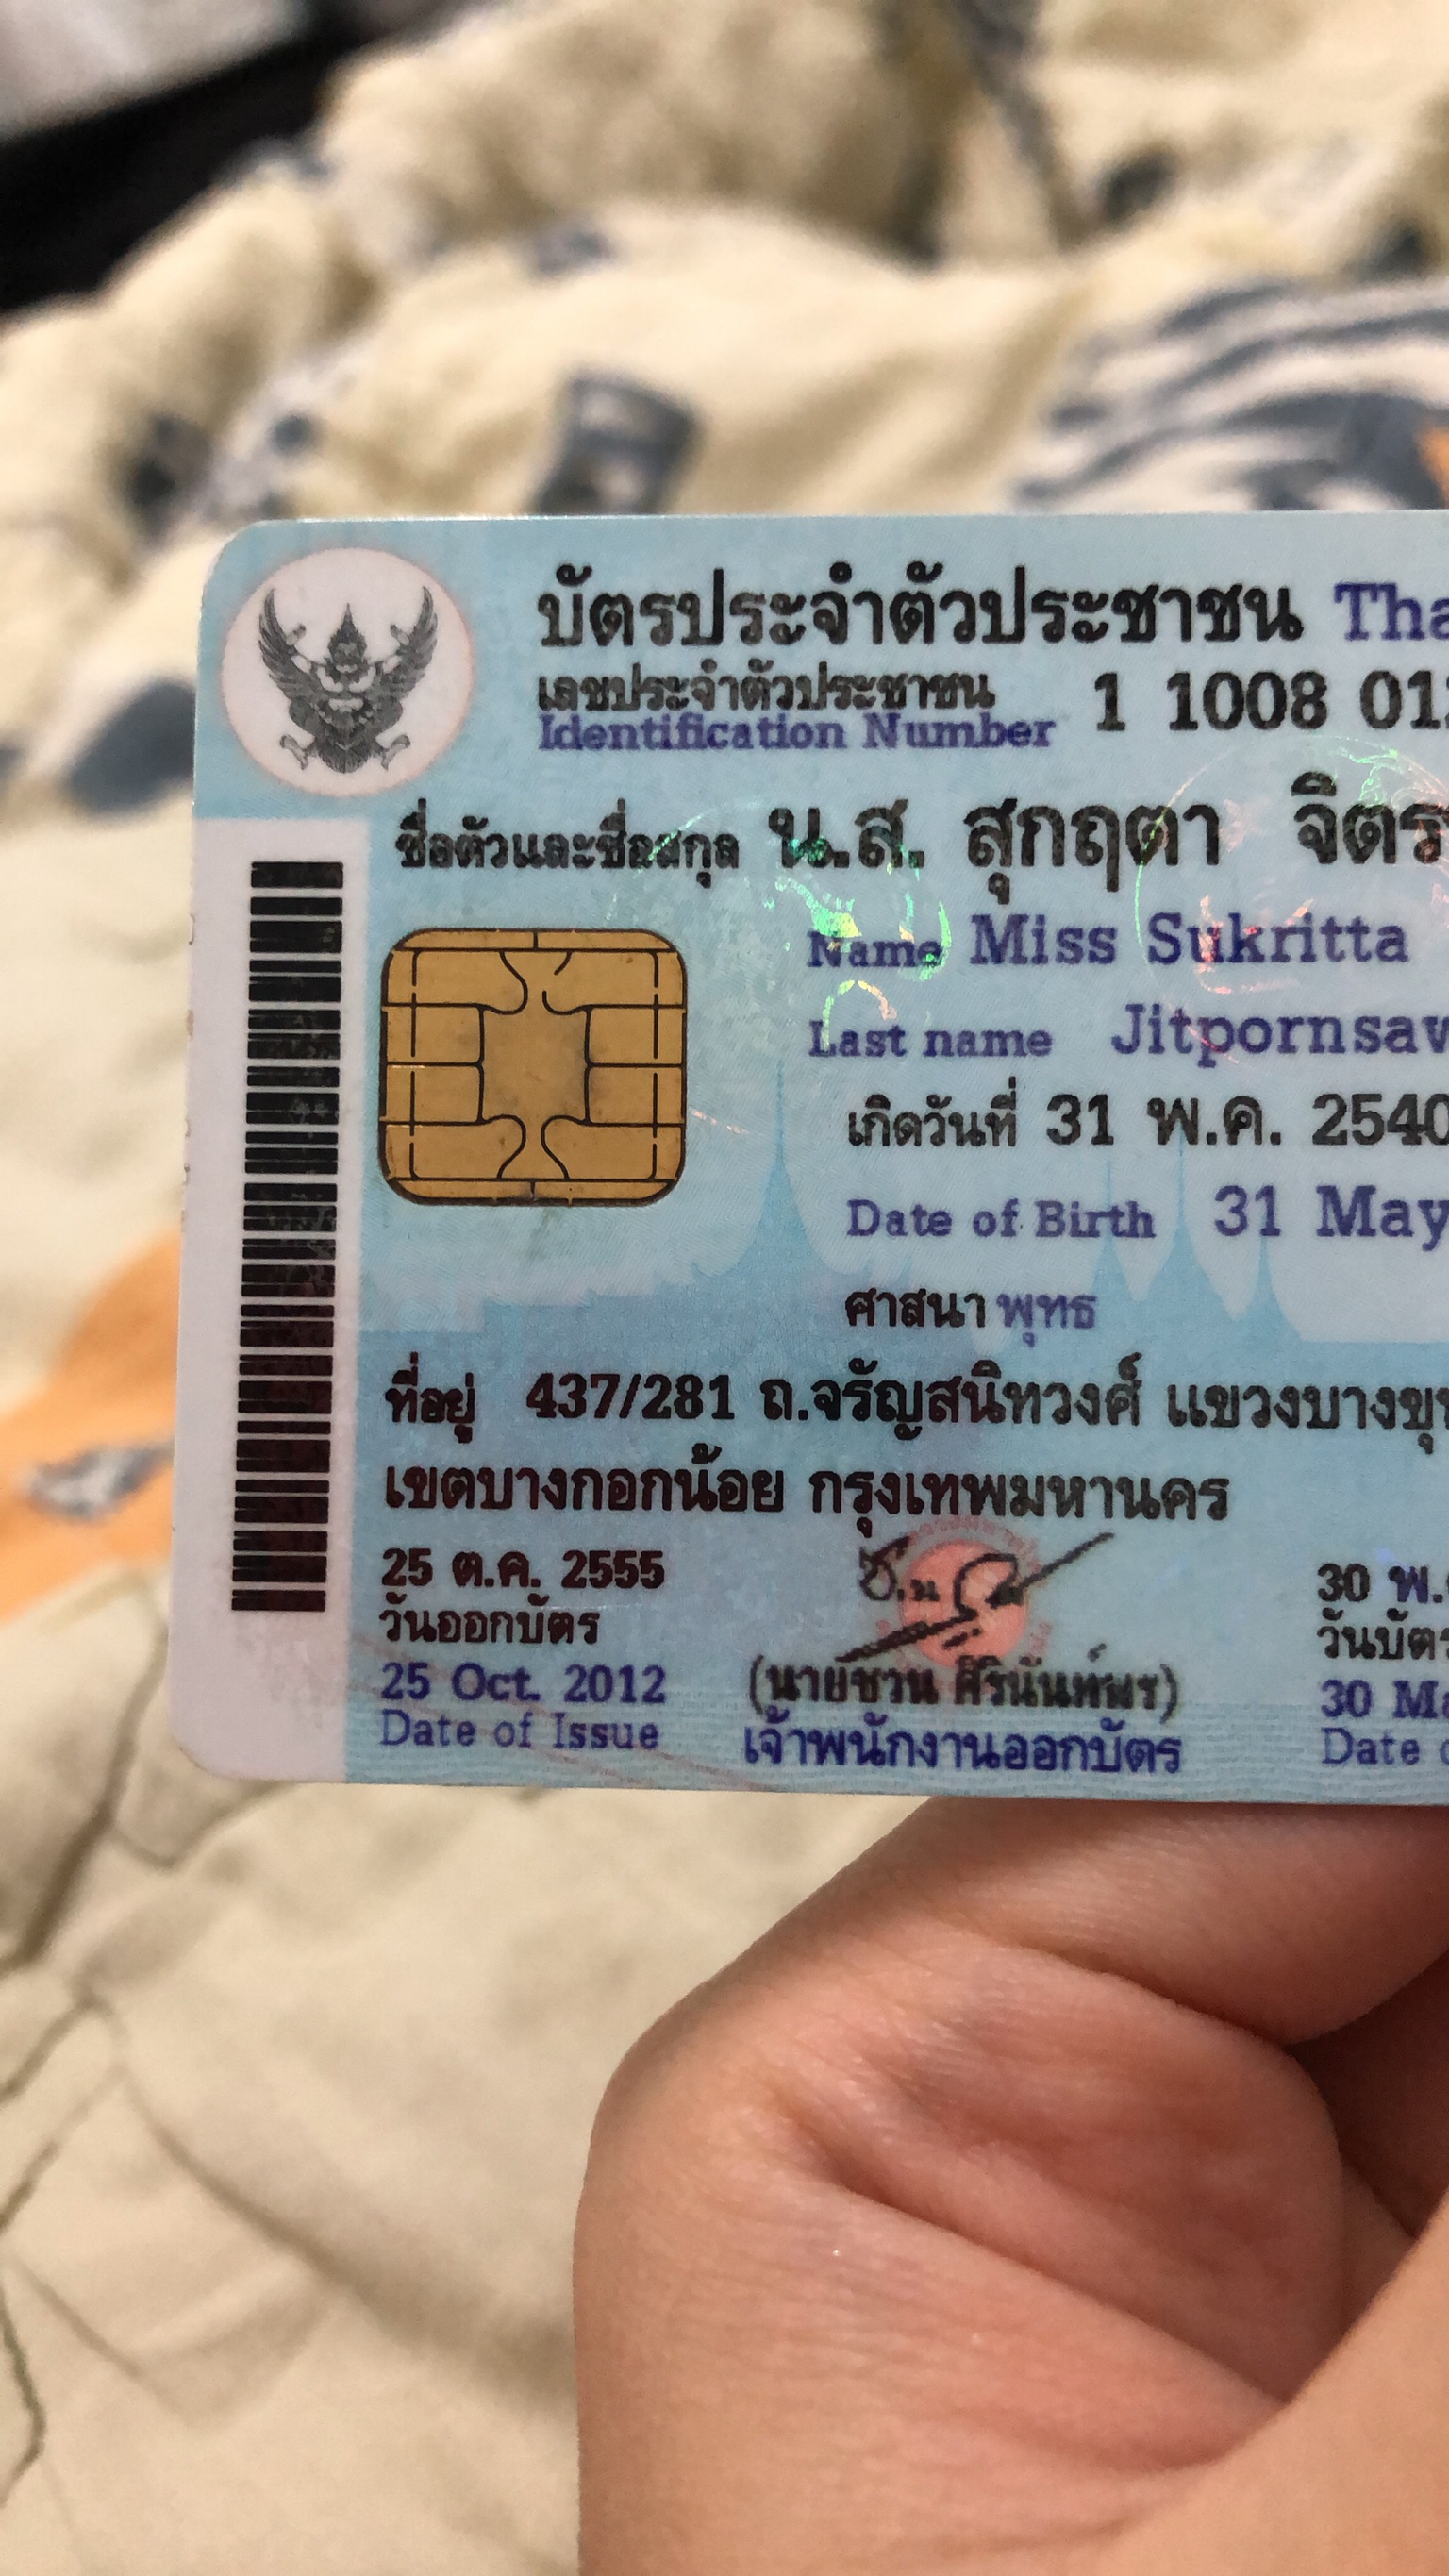 บัตรประจำตัวประชาชน Tha
เลขประจำตัวประชาชน
Identification Number 1 1008 01
ชื่อตัวและชื่อสกุล น.ส. สุกฤตา จิตร
Name Miss Sukritta
Last name Jitpornsav
เกิดวันที่ 31 พ.ค. 2540
Date of Birth 31 May
ศาสนา พุทธ
ที่อยู่ 437/281 ถ.จรัญสนิทวงศ์ แขวงบางขุ
เขตบางกอกน้อย กรุงเทพมหานคร
25 ต.ค. 2555
วันออกบัตร
25 Oct. 2012
Date of Issue
(นายชวน ศิรินันท์พร)
เจ้าพนักงานออกบัตร
30 พ.
วันบัตร
30 Ma
Date